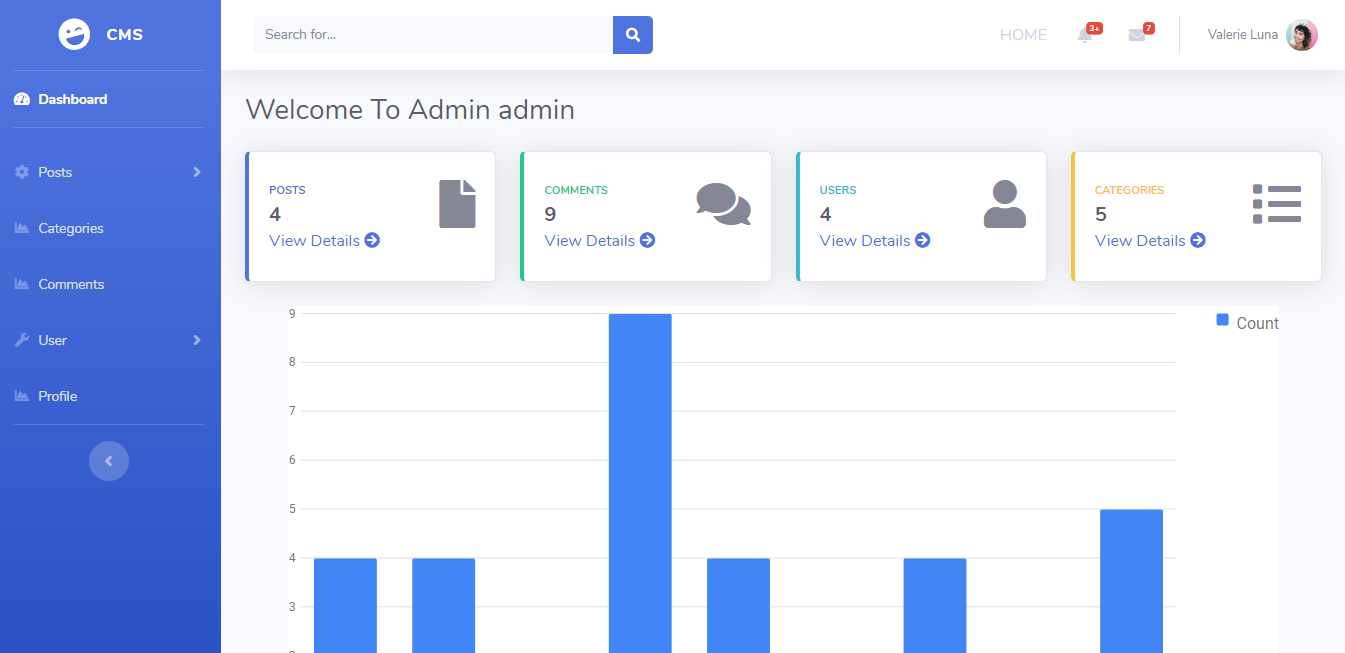 CMS
Search for...
HOME
3+
7
Valerie Luna
Dashboard
Posts
Categories
Comments
User
Profile
Welcome To Admin admin
POSTS
4
View Details
COMMENTS
9
View Details
USERS
4
View Details
CATEGORIES
5
View Details
Count
9
8
7
6
5
4
3